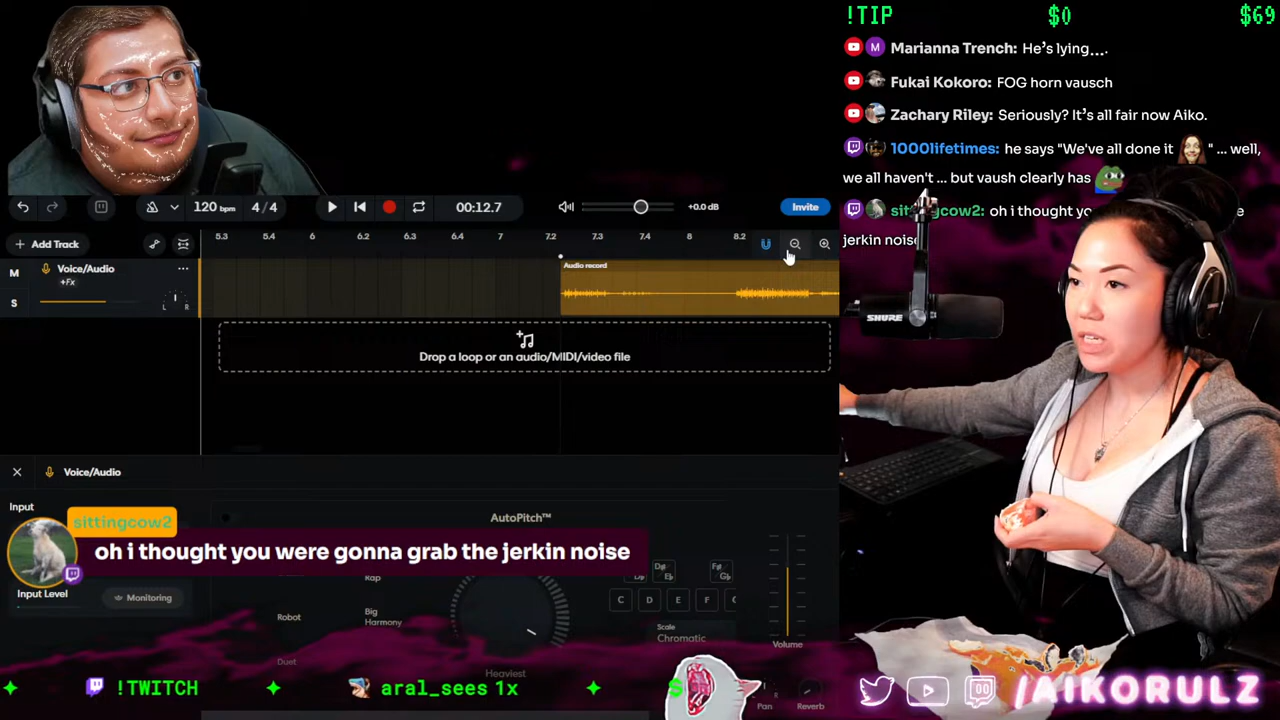 !TIP $0 $69
Marianna Trench: He's lying....
Fukai Kokoro: FOG horn vausch
Zachary Riley: Seriously? It's all fair now Aiko.
1000lifetimes: he says "We've all done it " ... well,
we all haven't ... but vaush clearly has
sittingcow2: oh i thought yo e
jerkin noise
120 bpm 4 / 4 00:12.7 +0.0 dB Invite
Add Track 5.3 5.4 6 6.2 6.3 6.4 7 7.2 7.3 7.4 8 8.2
M Voice/Audio
+Fx
S L R
Audio record
Drop a loop or an audio/MIDI/video file
Voice/Audio
Input
AutoPitch™
sittingcow2
oh i thought you were gonna grab the jerkin noise
Rap
D# Eb F# Gb
Input Level Monitoring
Robot Big Harmony
C D E F G
Scale
Chromatic
Volume
Duet
Heaviest
Pan Reverb
!TWITCH aral_sees 1x $ /AIKORULZ
SHURE